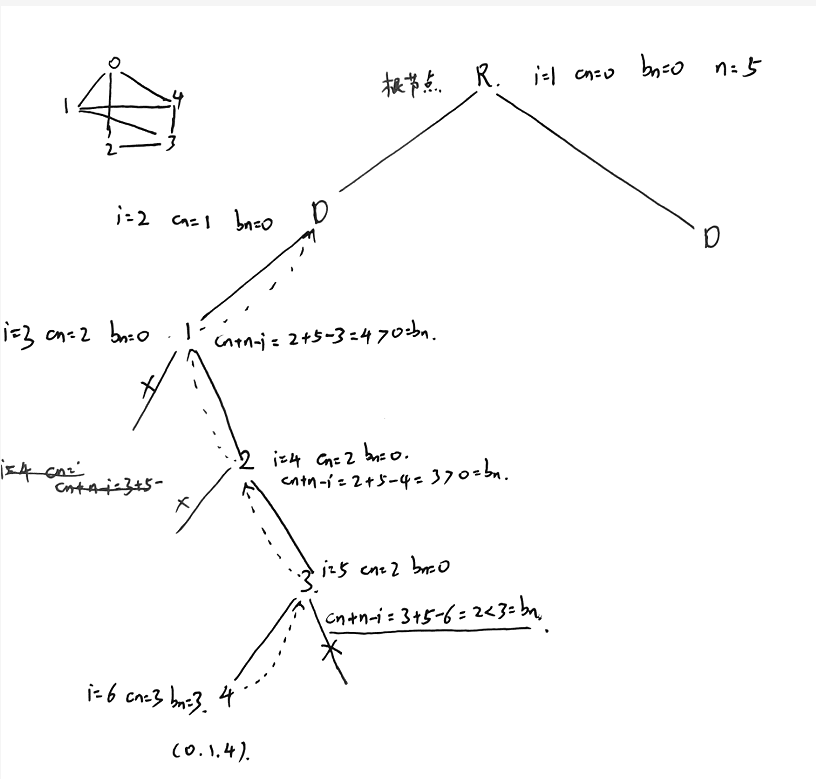 0
1
4
2
3
根节点. R. i=1 cn=0 bn=0 n=5
i=2 cn=1 bn=0 D
D
i=3 cn=2 bn=0 1 cn+n-i=2+5-3=4>0=bn.
i=4 cn=
cn+n-i=3+5-
2 i=4 cn=2 bn=0.
cn+n-i=2+5-4=3>0=bn.
3. i=5 cn=2 bn=0
cn+n-i=3+5-6=2<3=bn.
i=6 cn=3 bn=3. 4
(0.1.4).